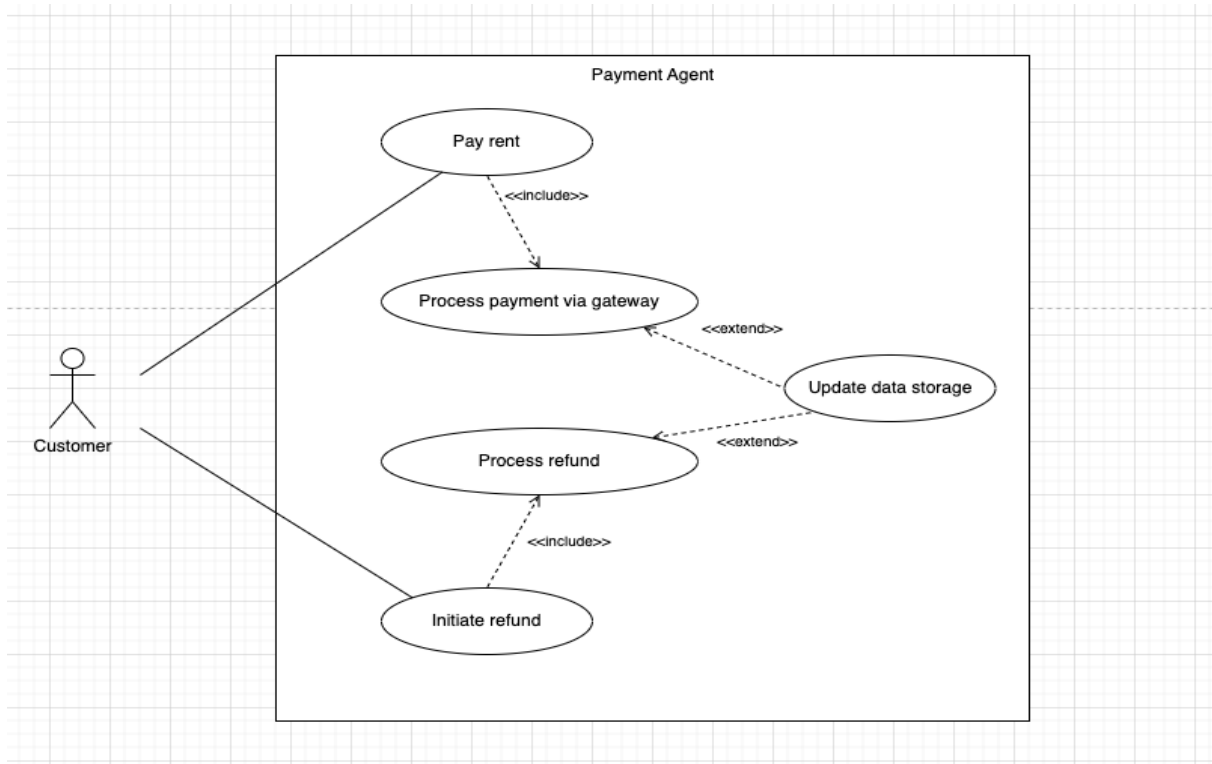 Payment Agent
Pay rent
<<include>>
Process payment via gateway
<<extend>>
Update data storage
Customer
<<extend>>
Process refund
<<include>>
Initiate refund